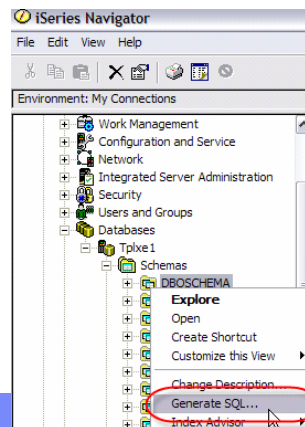 iSeries Navigator
File Edit View Help
Environment: My Connections
Work Management
Configuration and Service
Network
Integrated Server Administration
Security
Users and Groups
Databases
Tplxe1
Schemas
DBOSCHEMA
Explore
Open
Create Shortcut
Customize this View
Change Description...
Generate SQL...
Index Advisor